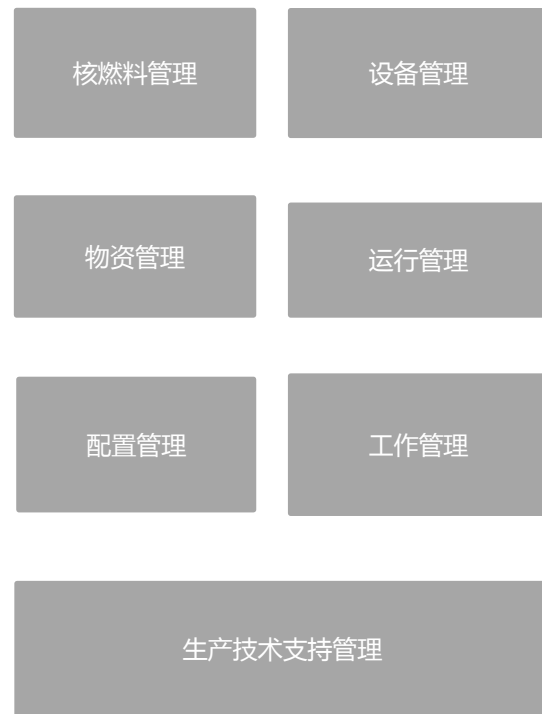 核燃料管理
设备管理
物资管理
运行管理
配置管理
工作管理
生产技术支持管理